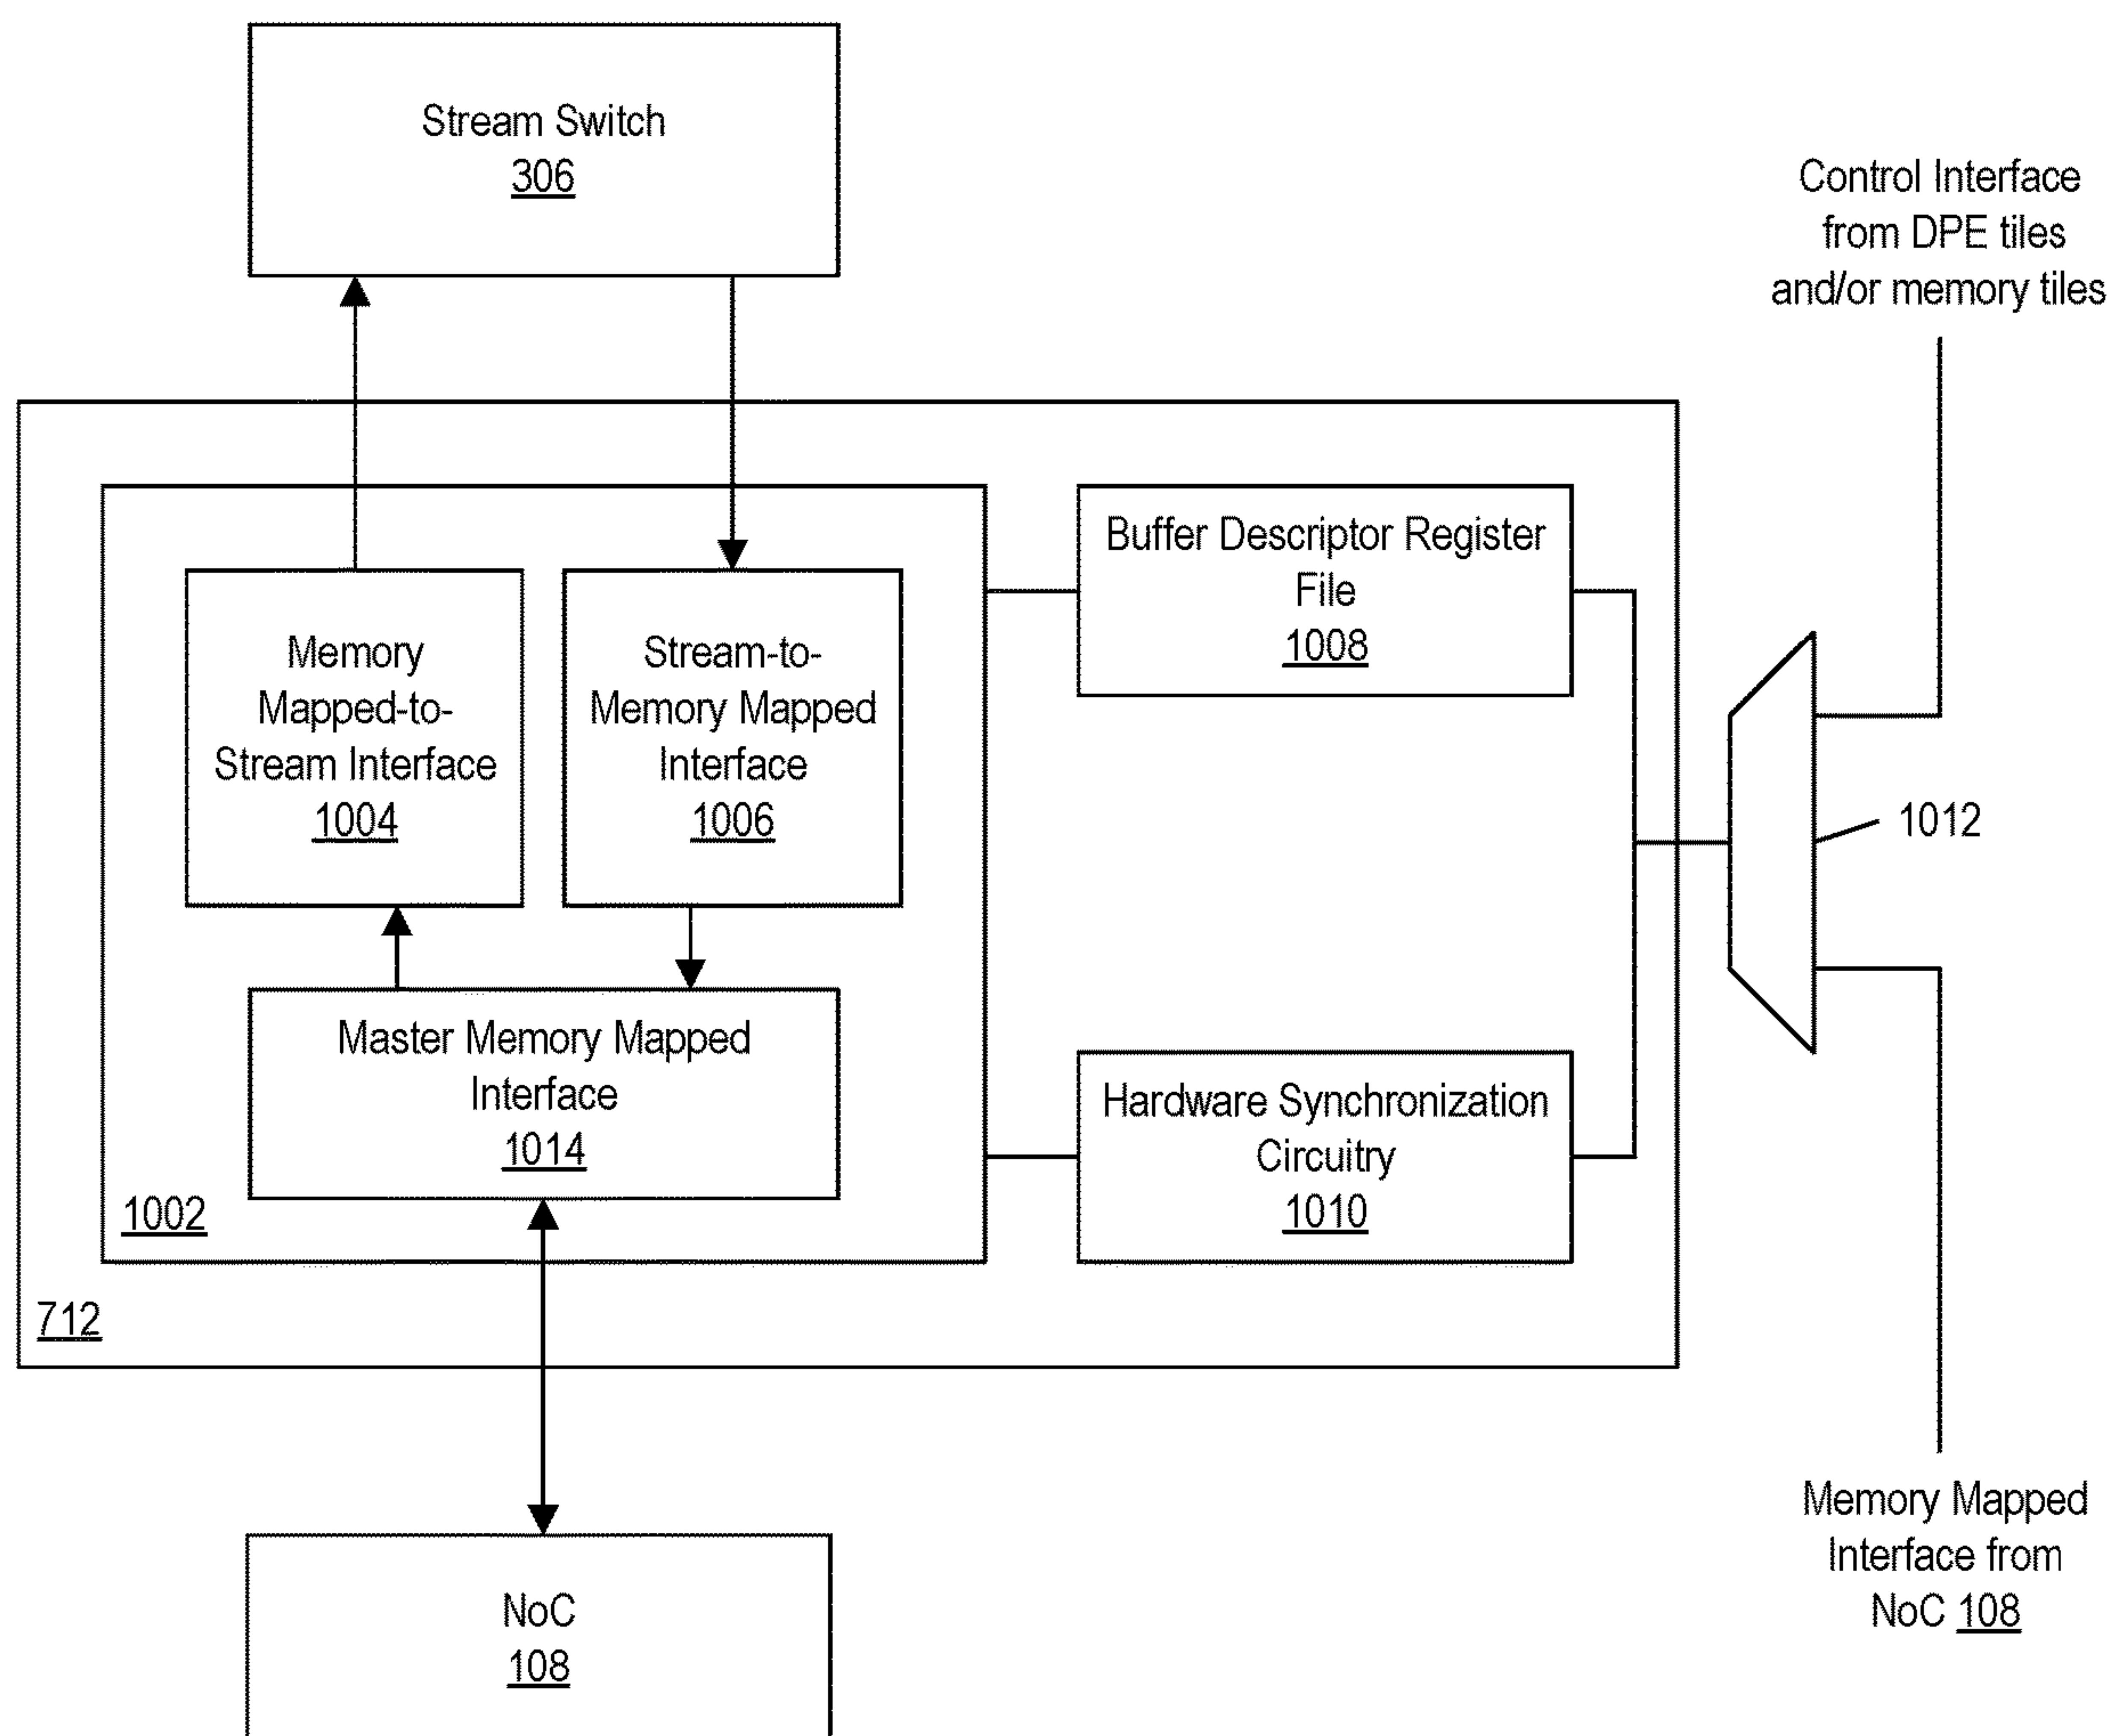 Stream Switch
306
Control Interface
from DPE tiles
and/or memory tiles
Memory
Mapped-to-
Stream Interface
1004
Stream-to-
Memory Mapped
Interface
1006
Buffer Descriptor Register
File
1008
1012
Master Memory Mapped
Interface
1014
Hardware Synchronization
Circuitry
1010
1002
712
NoC
108
Memory Mapped
Interface from
NoC 108